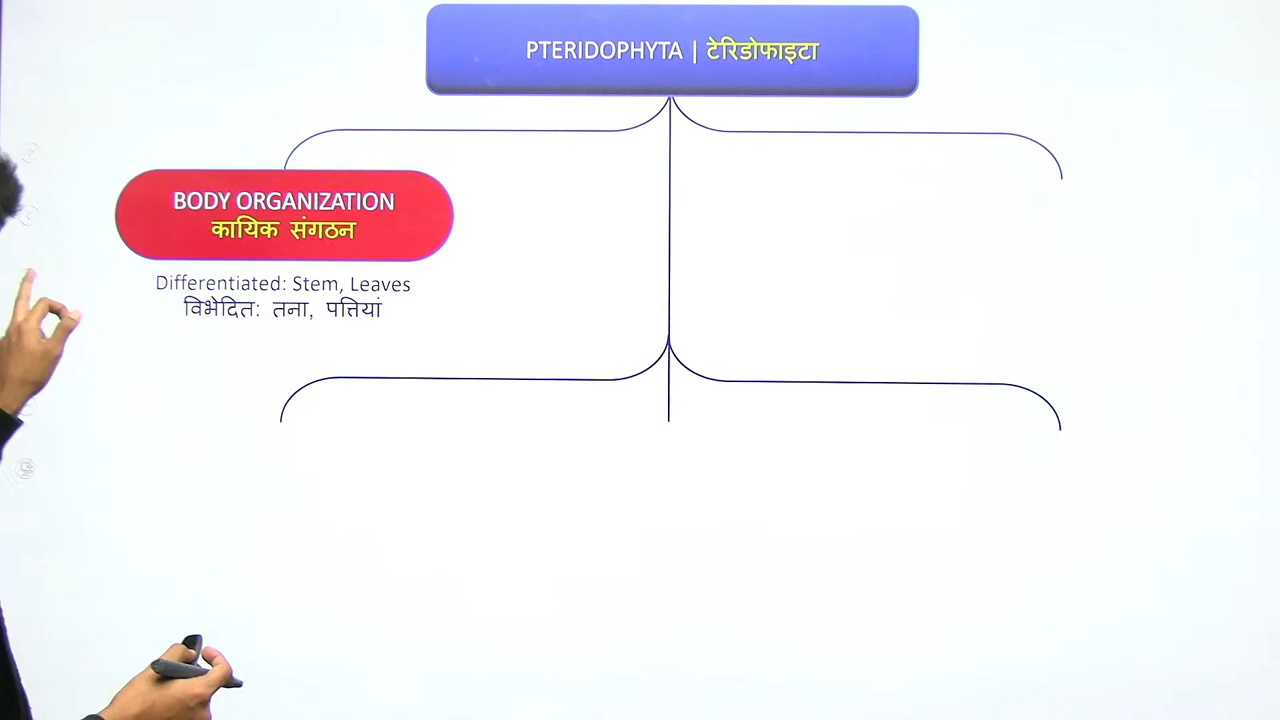 PTERIDOPHYTA | टेरिडोफाइटा
BODY ORGANIZATION
कायिक संगठन
Differentiated: Stem, Leaves
विभेदित: तना, पत्तियां